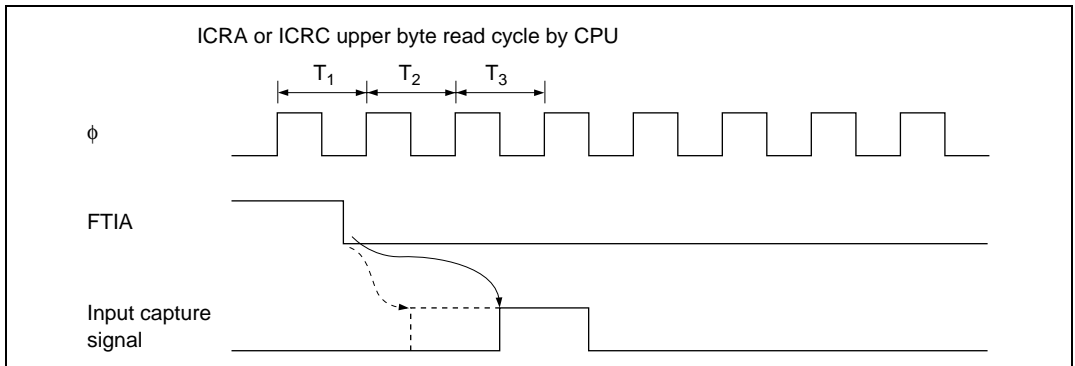 ICRA or ICRC upper byte read cycle by CPU
T1 T2 T3
ϕ
FTIA
Input capture
signal